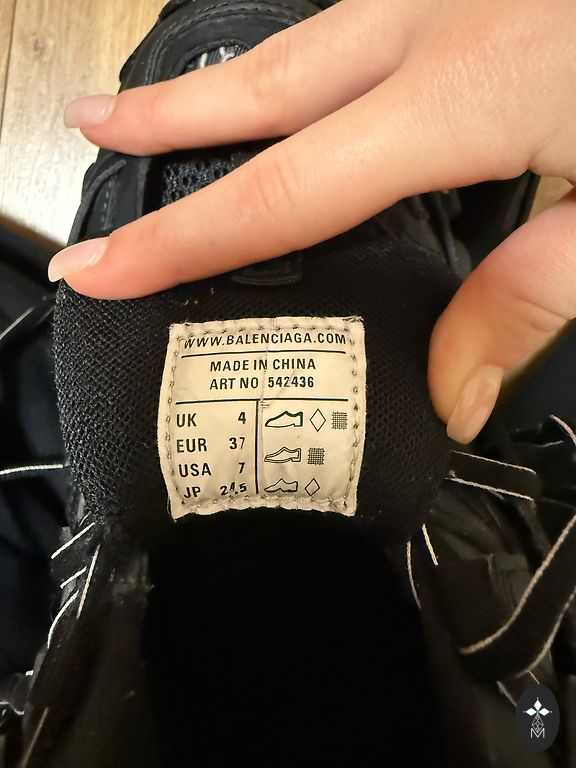 WWW.BALENCIAGA.COM
MADE IN CHINA
ART NO 542436
UK 4
EUR 37
USA 7
JP 24,5
M